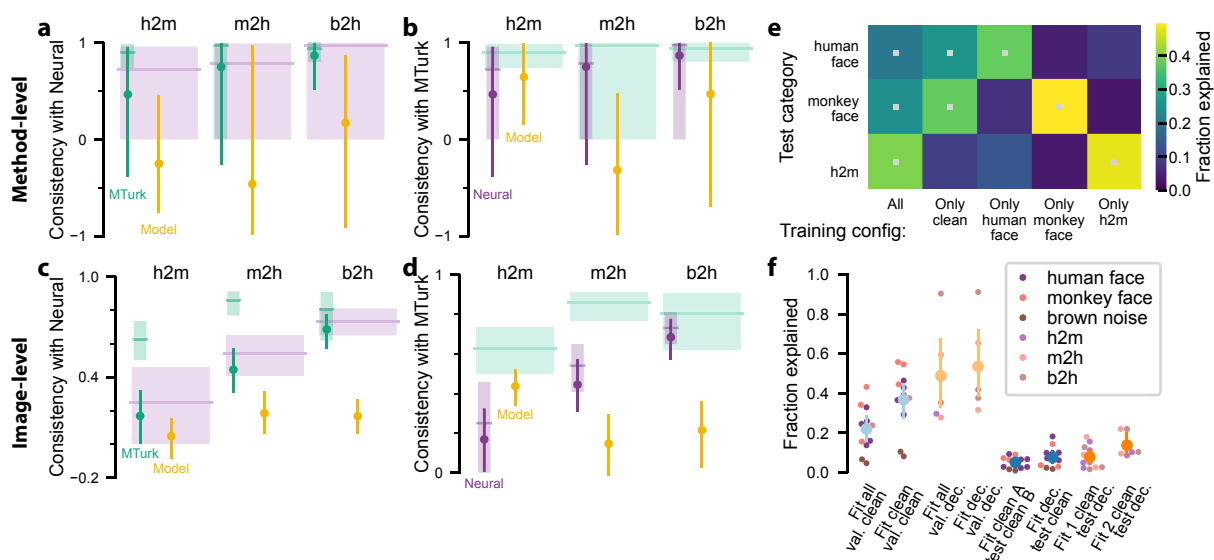 a
h2m
m2h
b2h
Method-level
Consistency with Neural
1
0
−1
MTurk
Model
b
h2m
m2h
b2h
Consistency with MTurk
1
0
−1
Model
Neural
e
Test category
human
face
monkey
face
h2m
All
Only
clean
Only
human
face
Only
monkey
face
Only
h2m
Training config:
0.4
0.3
0.2
0.1
0.0
Fraction explained
c
h2m
m2h
b2h
Image-level
Consistency with Neural
1.0
0.4
−0.2
MTurk
Model
d
h2m
m2h
b2h
Consistency with MTurk
1
0
Model
Neural
f
Fraction explained
1.0
0.8
0.6
0.4
0.2
0.0
human face
monkey face
brown noise
h2m
m2h
b2h
Fit all
val. clean
Fit clean
val. clean
Fit all
val. dec.
Fit dec.
val. dec.
Fit clean A
test clean B
Fit dec.
test clean
Fit 1 clean
test dec.
Fit 2 clean
test dec.